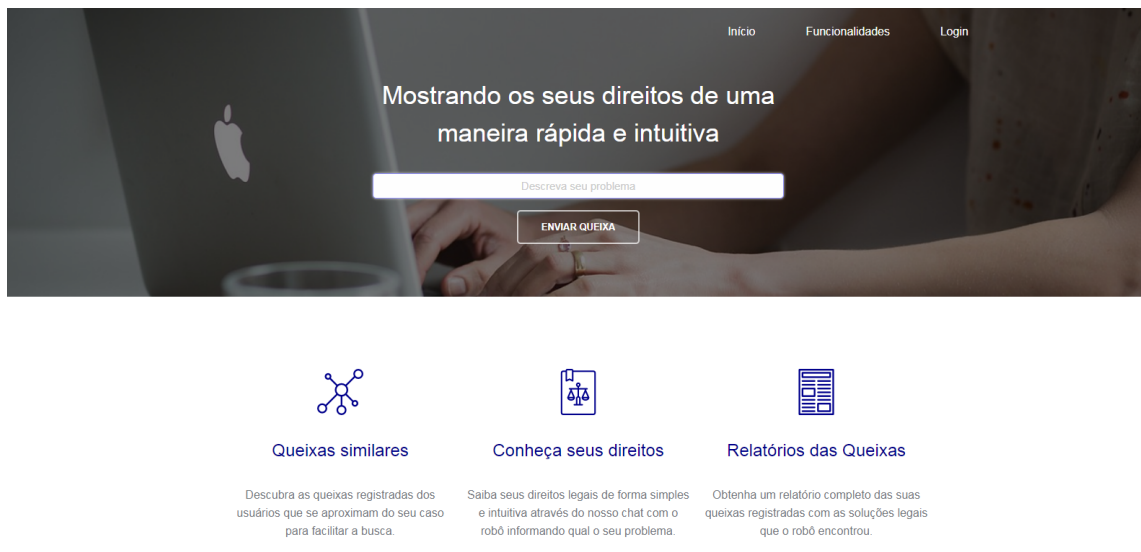 Início Funcionalidades Login
Mostrando os seus direitos de uma
maneira rápida e intuitiva
Descreva seu problema
ENVIAR QUEIXA
Queixas similares
Descubra as queixas registradas dos
usuários que se aproximam do seu caso
para facilitar a busca.
Conheça seus direitos
Saiba seus direitos legais de forma simples
e intuitiva através do nosso chat com o
robô informando qual o seu problema.
Relatórios das Queixas
Obtenha um relatório completo das suas
queixas registradas com as soluções legais
que o robô encontrou.